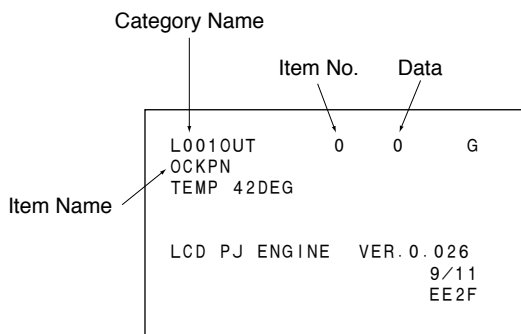 Category Name
Item No. Data
L001OUT 0 0 G
OCKPN
TEMP 42DEG
Item Name
LCD PJ ENGINE VER.0.026
9/11
EE2F